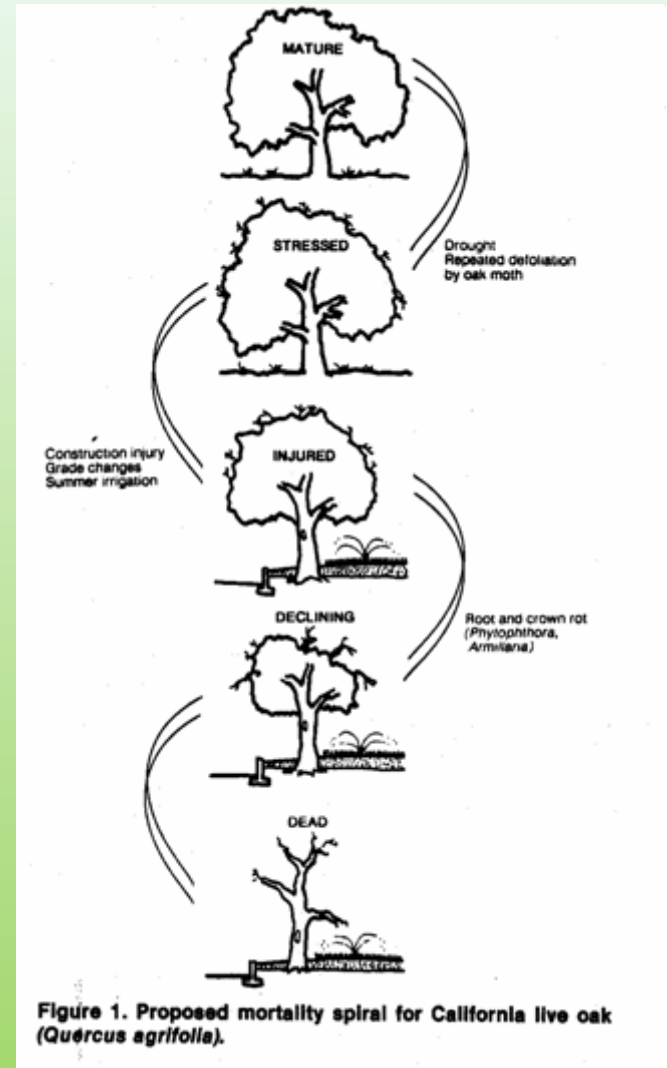 MATURE
STRESSED
Drought
Repeated defoliation
by oak moth
Construction injury
Grade changes
Summer irrigation
INJURED
DECLINING
Root and crown rot
(Phytophthora,
Armillaria)
DEAD
Figure 1. Proposed mortality spiral for California live oak
(Quercus agrifolia).